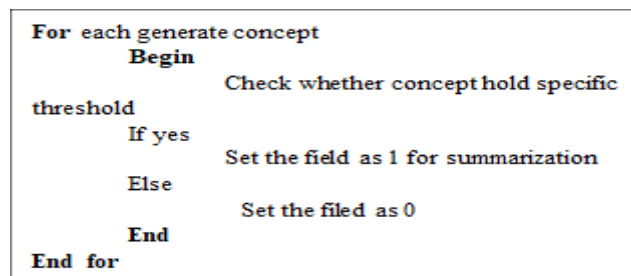 For each generate concept
Begin
Check whether concept hold specific
threshold
If yes
Set the field as 1 for summarization
Else
Set the filed as 0
End
End for